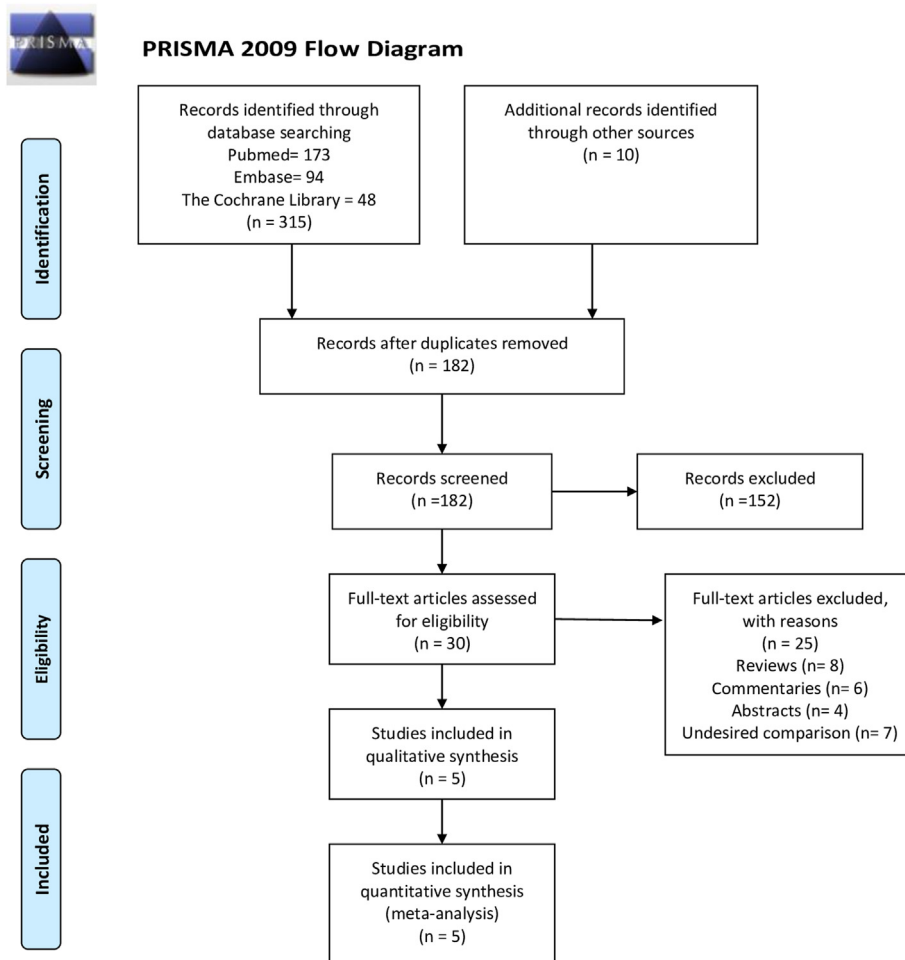 PRISMA
PRISMA 2009 Flow Diagram
Identification
Records identified through
database searching
Pubmed= 173
Embase= 94
The Cochrane Library = 48
(n = 315)
Additional records identified
through other sources
(n = 10)
Records after duplicates removed
(n = 182)
Screening
Records screened
(n =182)
Records excluded
(n =152)
Eligibility
Full-text articles assessed
for eligibility
(n = 30)
Full-text articles excluded,
with reasons
(n = 25)
Reviews (n= 8)
Commentaries (n= 6)
Abstracts (n= 4)
Undesired comparison (n= 7)
Studies included in
qualitative synthesis
(n = 5)
Included
Studies included in
quantitative synthesis
(meta-analysis)
(n = 5)